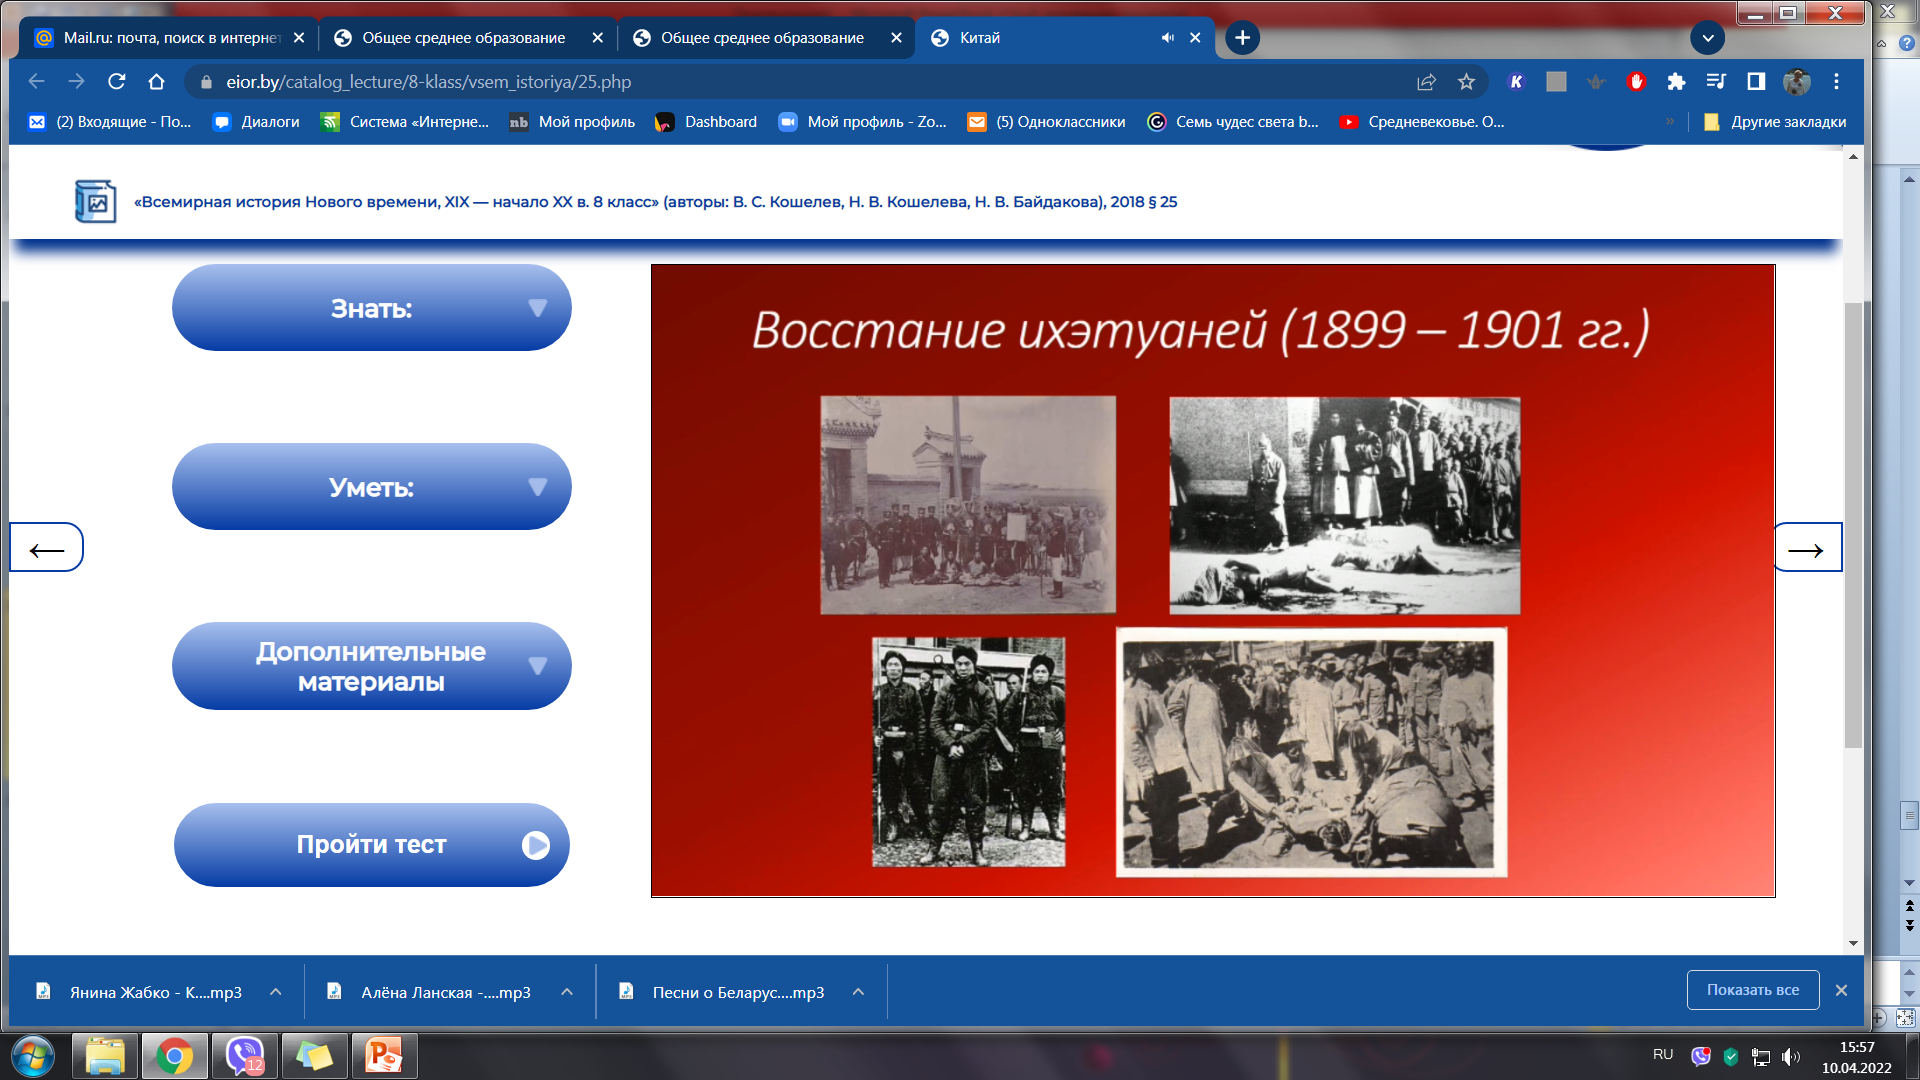 Mail.ru: почта, поиск в интернет
Общее среднее образование
Общее среднее образование
Китай
eior.by/catalog_lecture/8-klass/vsem_istoriya/25.php
(2) Входящие - По...
Диалоги
Система «Интерне...
nb Мой профиль
Dashboard
Мой профиль - Zo...
(5) Одноклассники
Семь чудес света b...
Средневековье. О...
»
Другие закладки
«Всемирная история Нового времени, XIX — начало XX в. 8 класс» (авторы: В. С. Кошелев, Н. В. Кошелева, Н. В. Байдакова), 2018 § 25
Знать:
Уметь:
Дополнительные
материалы
Пройти тест
Восстание ихэтуаней (1899 – 1901 гг.)
Янина Жабко - К....mp3
Алёна Ланская -....mp3
Песни о Беларус....mp3
Показать все
12
RU
15:57
10.04.2022